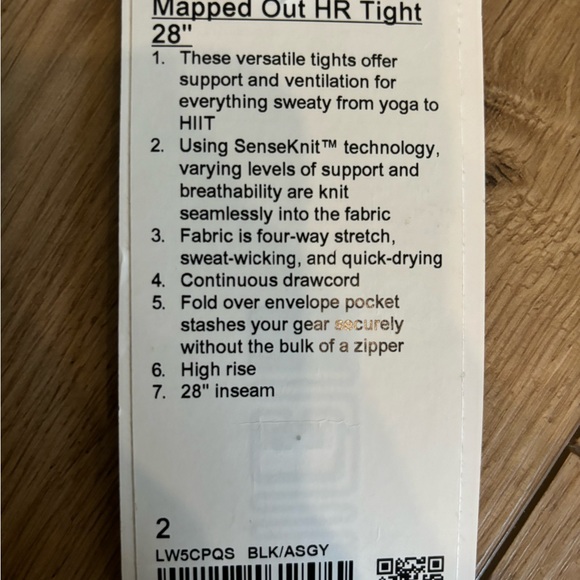 Mapped Out HR Tight
28"
1. These versatile tights offer
support and ventilation for
everything sweaty from yoga to
HIIT
2. Using SenseKnit™ technology,
varying levels of support and
breathability are knit
seamlessly into the fabric
3. Fabric is four-way stretch,
sweat-wicking, and quick-drying
4. Continuous drawcord
5. Fold over envelope pocket
stashes your gear securely
without the bulk of a zipper
6. High rise
7. 28" inseam
2
LW5CPQS BLK/ASGY